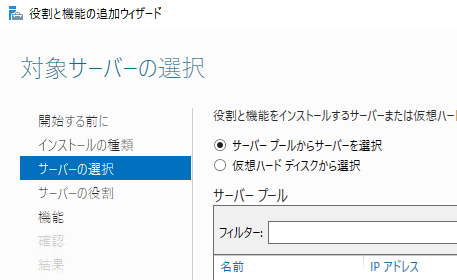 役割と機能の追加ウィザード
対象サーバーの選択
開始する前に
インストールの種類
サーバーの選択
サーバーの役割
機能
確認
結果
役割と機能をインストールするサーバーまたは仮想ハード
サーバー プールからサーバーを選択
仮想ハード ディスクから選択
サーバー プール
フィルター:
名前 IP アドレス